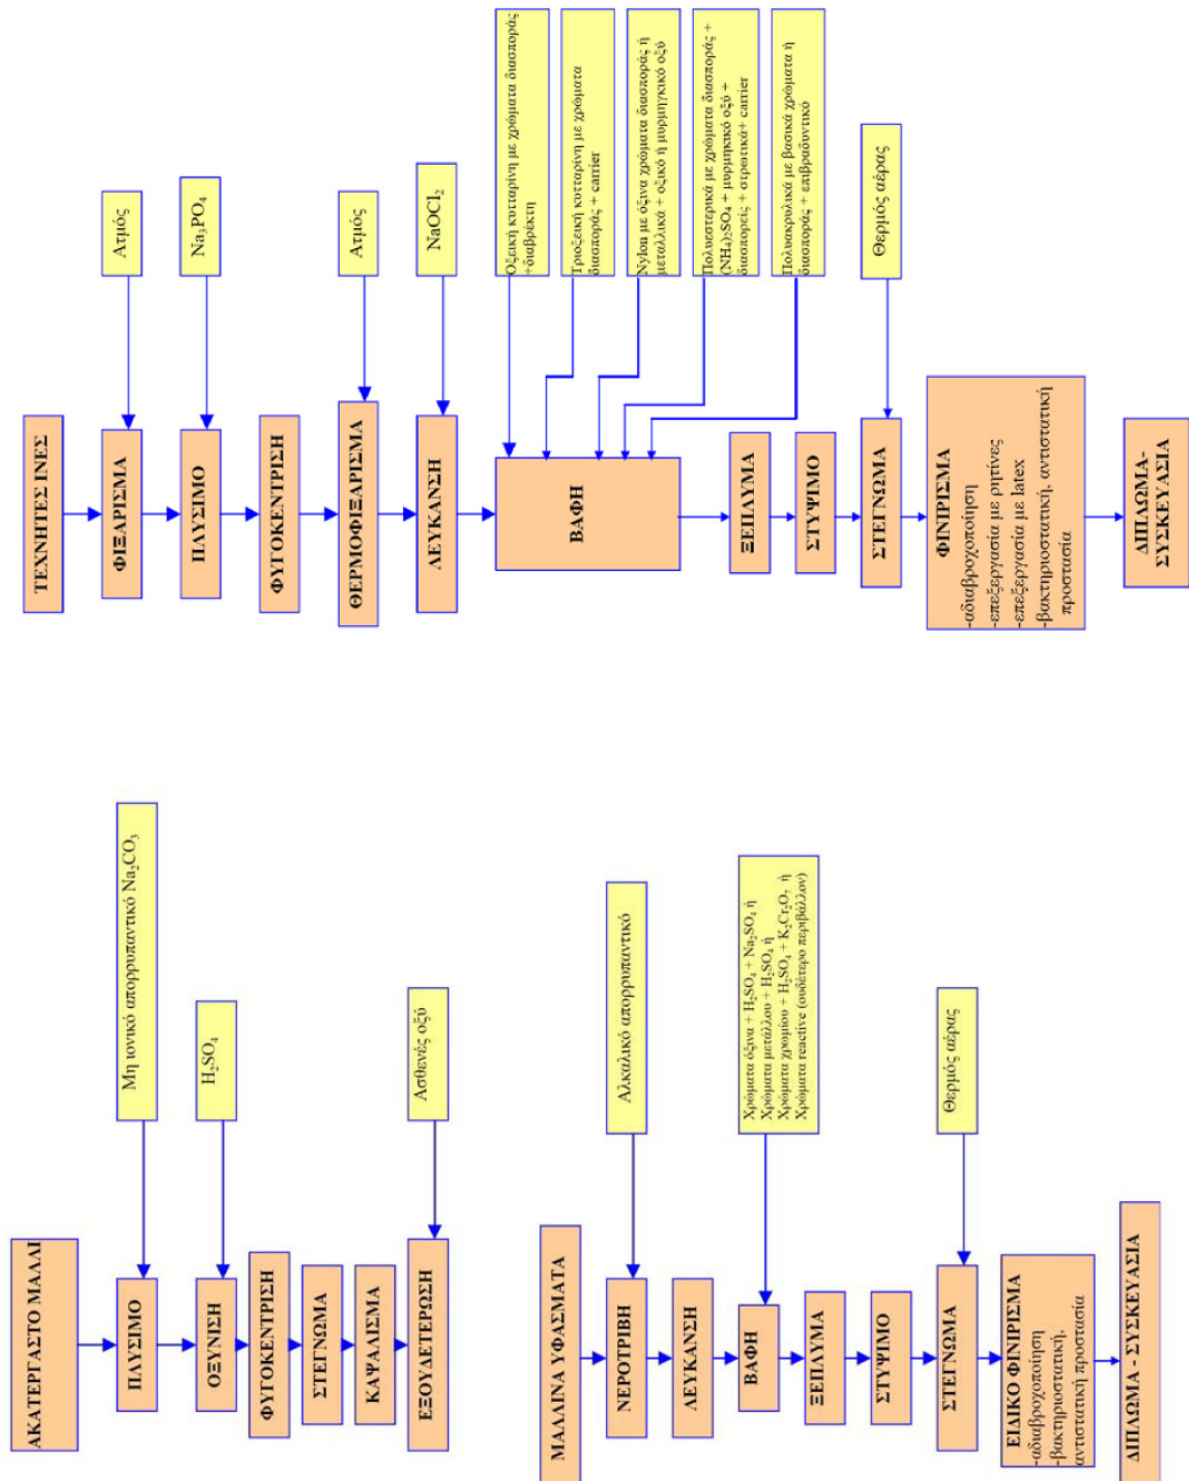 ΑΚΑΤΕΡΓΑΣΤΟ ΜΑΛΛΙ
ΠΛΥΣΙΜΟ
Μη ιονικό απορρυπαντικό Na₂CO₃
ΟΞΥΝΙΣΗ
H₂SO₄
ΦΥΓΟΚΕΝΤΡΙΣΗ
ΣΤΕΓΝΩΜΑ
ΚΑΨΑΛΙΣΜΑ
ΕΞΟΥΔΕΤΕΡΩΣΗ
Ασθενές οξύ
ΜΑΛΛΙΝΑ ΥΦΑΣΜΑΤΑ
ΝΕΡΟΤΡΙΒΗ
Αλκαλικό απορρυπαντικό
ΛΕΥΚΑΝΣΗ
ΒΑΦΗ
Χρώματα όξινα + H₂SO₄ + Na₂SO₄ ή
Χρώματα μετάλλου + H₂SO₄ ή
Χρώματα χρωμίου + H₂SO₄ + K₂Cr₂O₇ ή
Χρώματα reactive (ουδέτερο περιβάλλον)
ΞΕΠΛΥΜΑ
ΣΤΥΨΙΜΟ
ΣΤΕΓΝΩΜΑ
Θερμός αέρας
ΕΙΔΙΚΟ ΦΙΝΙΡΙΣΜΑ
-αδιαβροχοποίηση
-βακτηριοστατική,
αντιστατική προστασία
ΔΙΠΛΩΜΑ - ΣΥΣΚΕΥΑΣΙΑ
ΤΕΧΝΗΤΕΣ ΙΝΕΣ
ΦΙΞΑΡΙΣΜΑ
Ατμός
ΠΛΥΣΙΜΟ
Na₃PO₄
ΦΥΓΟΚΕΝΤΡΙΣΗ
ΘΕΡΜΟΦΙΞΑΡΙΣΜΑ
Ατμός
ΛΕΥΚΑΝΣΗ
NaOCl₂
ΒΑΦΗ
Οξεική κυτταρίνη με χρώματα διασποράς
+διαβρέκτη
Τριοξεική κυτταρίνη με χρώματα
διασποράς + carrier
Nylon με όξινα χρώματα διασποράς ή
μεταλλικά + οξικό ή μυρμηγκικό οξύ
Πολυεστερικά με χρώματα διασποράς +
(NH₄)₂SO₄ + μυρμηκικό οξύ +
διασπορείς + στρωτικά+ carrier
Πολυακρυλικά με βασικά χρώματα ή
διασποράς + επιβραδυντικό
ΞΕΠΛΥΜΑ
ΣΤΥΨΙΜΟ
ΣΤΕΓΝΩΜΑ
Θερμός αέρας
ΦΙΝΙΡΙΣΜΑ
-αδιαβροχοποίηση
-επεξεργασία με ρητίνες
-επεξεργασία με latex
-βακτηριοστατική, αντιστατική
προστασία
ΔΙΠΛΩΜΑ-
ΣΥΣΚΕΥΑΣΙΑ